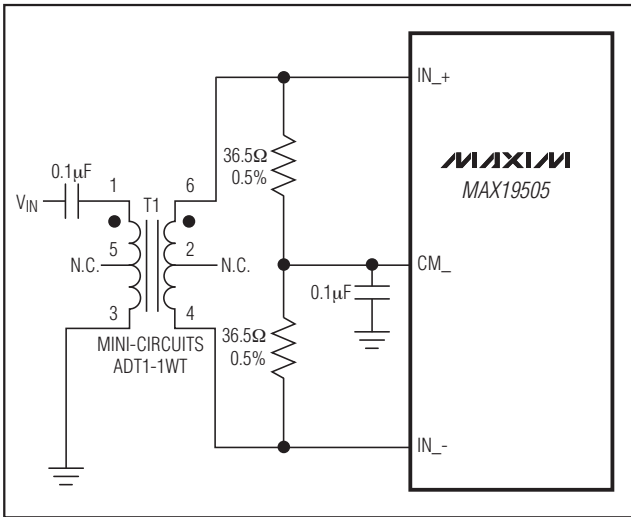 IN_+
MAXIM
MAX19505
36.5Ω
0.5%
0.1μF
VIN
1
6
T1
5
2
N.C.
N.C.
CM_
0.1μF
3
4
MINI-CIRCUITS
ADT1-1WT
36.5Ω
0.5%
IN_-